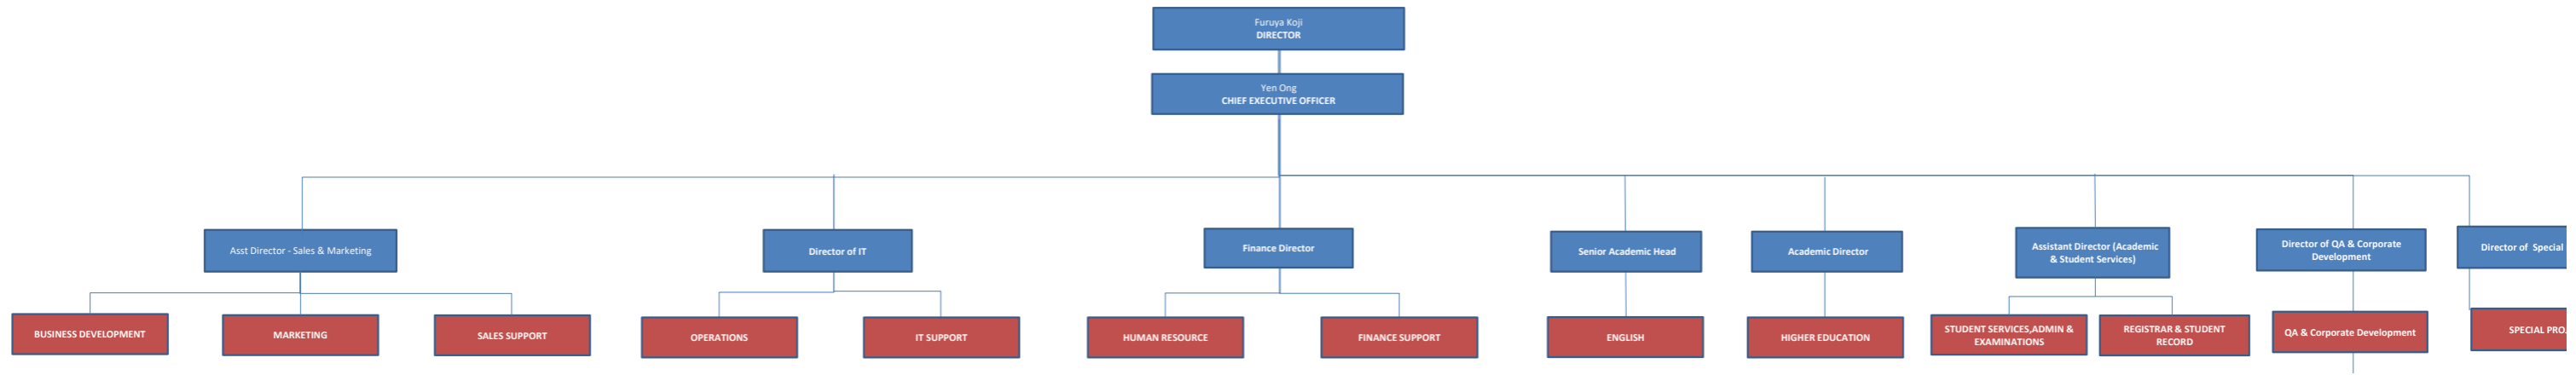 Furuya Koji
DIRECTOR
Yen Ong
CHIEF EXECUTIVE OFFICER
Asst Director - Sales & Marketing
Director of IT
Finance Director
Senior Academic Head
Academic Director
Assistant Director (Academic
& Student Services)
Director of QA & Corporate
Development
Director of Special
BUSINESS DEVELOPMENT
MARKETING
SALES SUPPORT
OPERATIONS
IT SUPPORT
HUMAN RESOURCE
FINANCE SUPPORT
ENGLISH
HIGHER EDUCATION
STUDENT SERVICES,ADMIN &
EXAMINATIONS
REGISTRAR & STUDENT
RECORD
QA & Corporate Development
SPECIAL